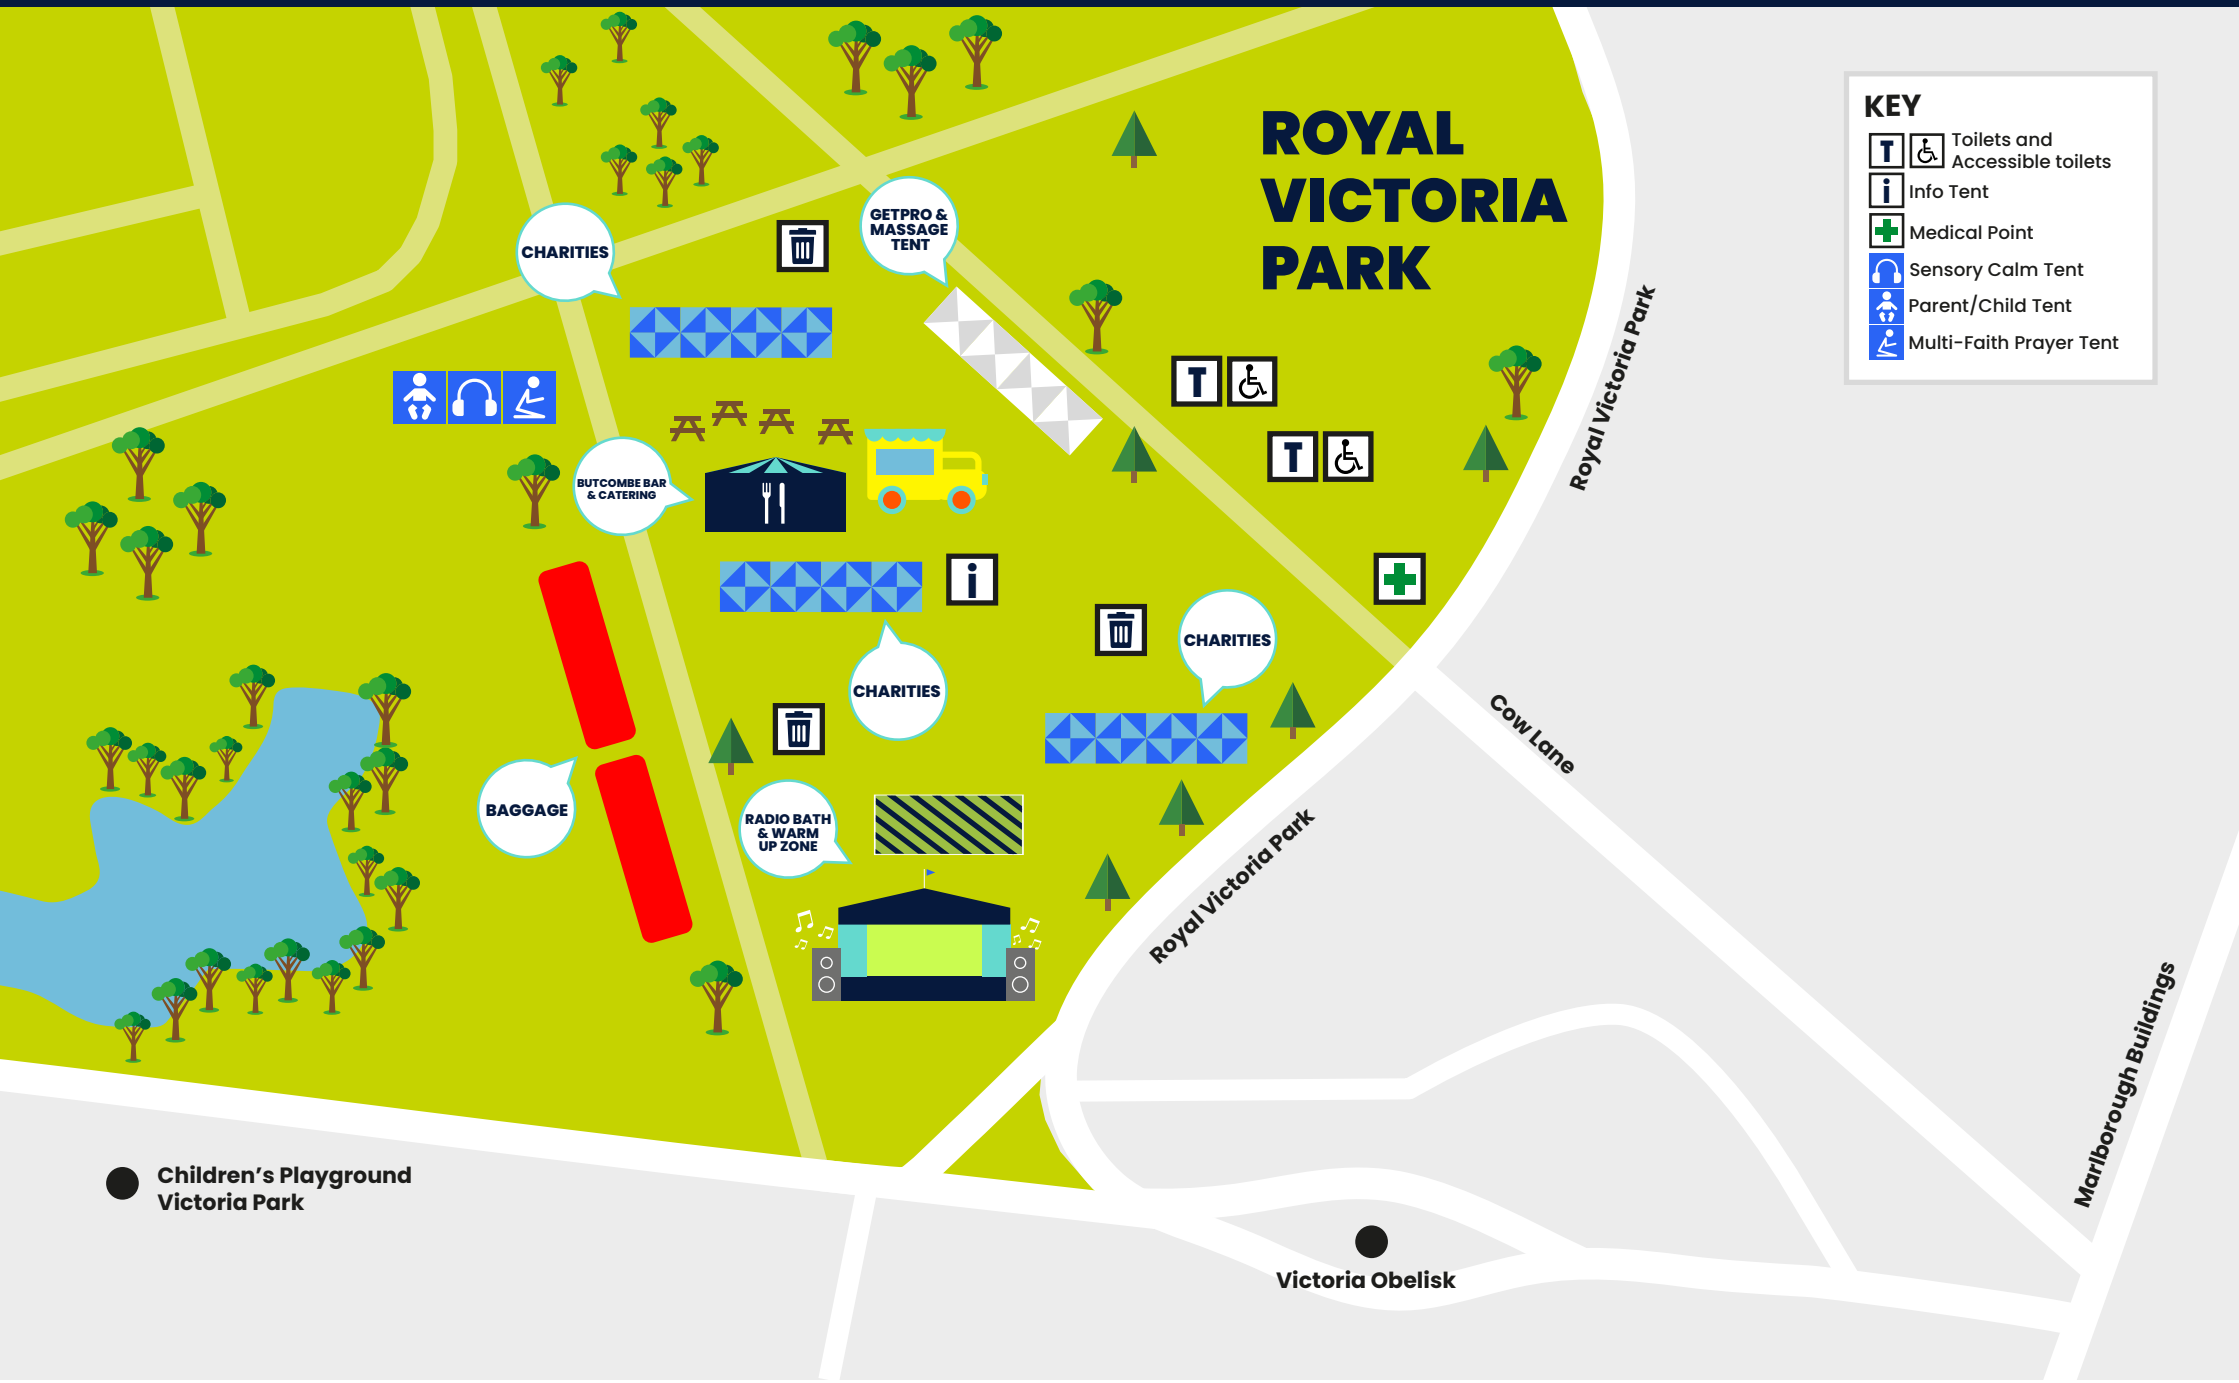 ROYAL
VICTORIA
PARK
KEY
T
Toilets and
Accessible toilets
i
Info Tent
Medical Point
Sensory Calm Tent
Parent/Child Tent
Multi-Faith Prayer Tent
GETPRO &
MASSAGE
TENT
CHARITIES
T
T
BUTCOMBE BAR
& CATERING
i
CHARITIES
CHARITIES
BAGGAGE
RADIO BATH
& WARM
UP ZONE
Royal Victoria Park
Cow Lane
Royal Victoria Park
Marlborough Buildings
Children’s Playground
Victoria Park
Victoria Obelisk